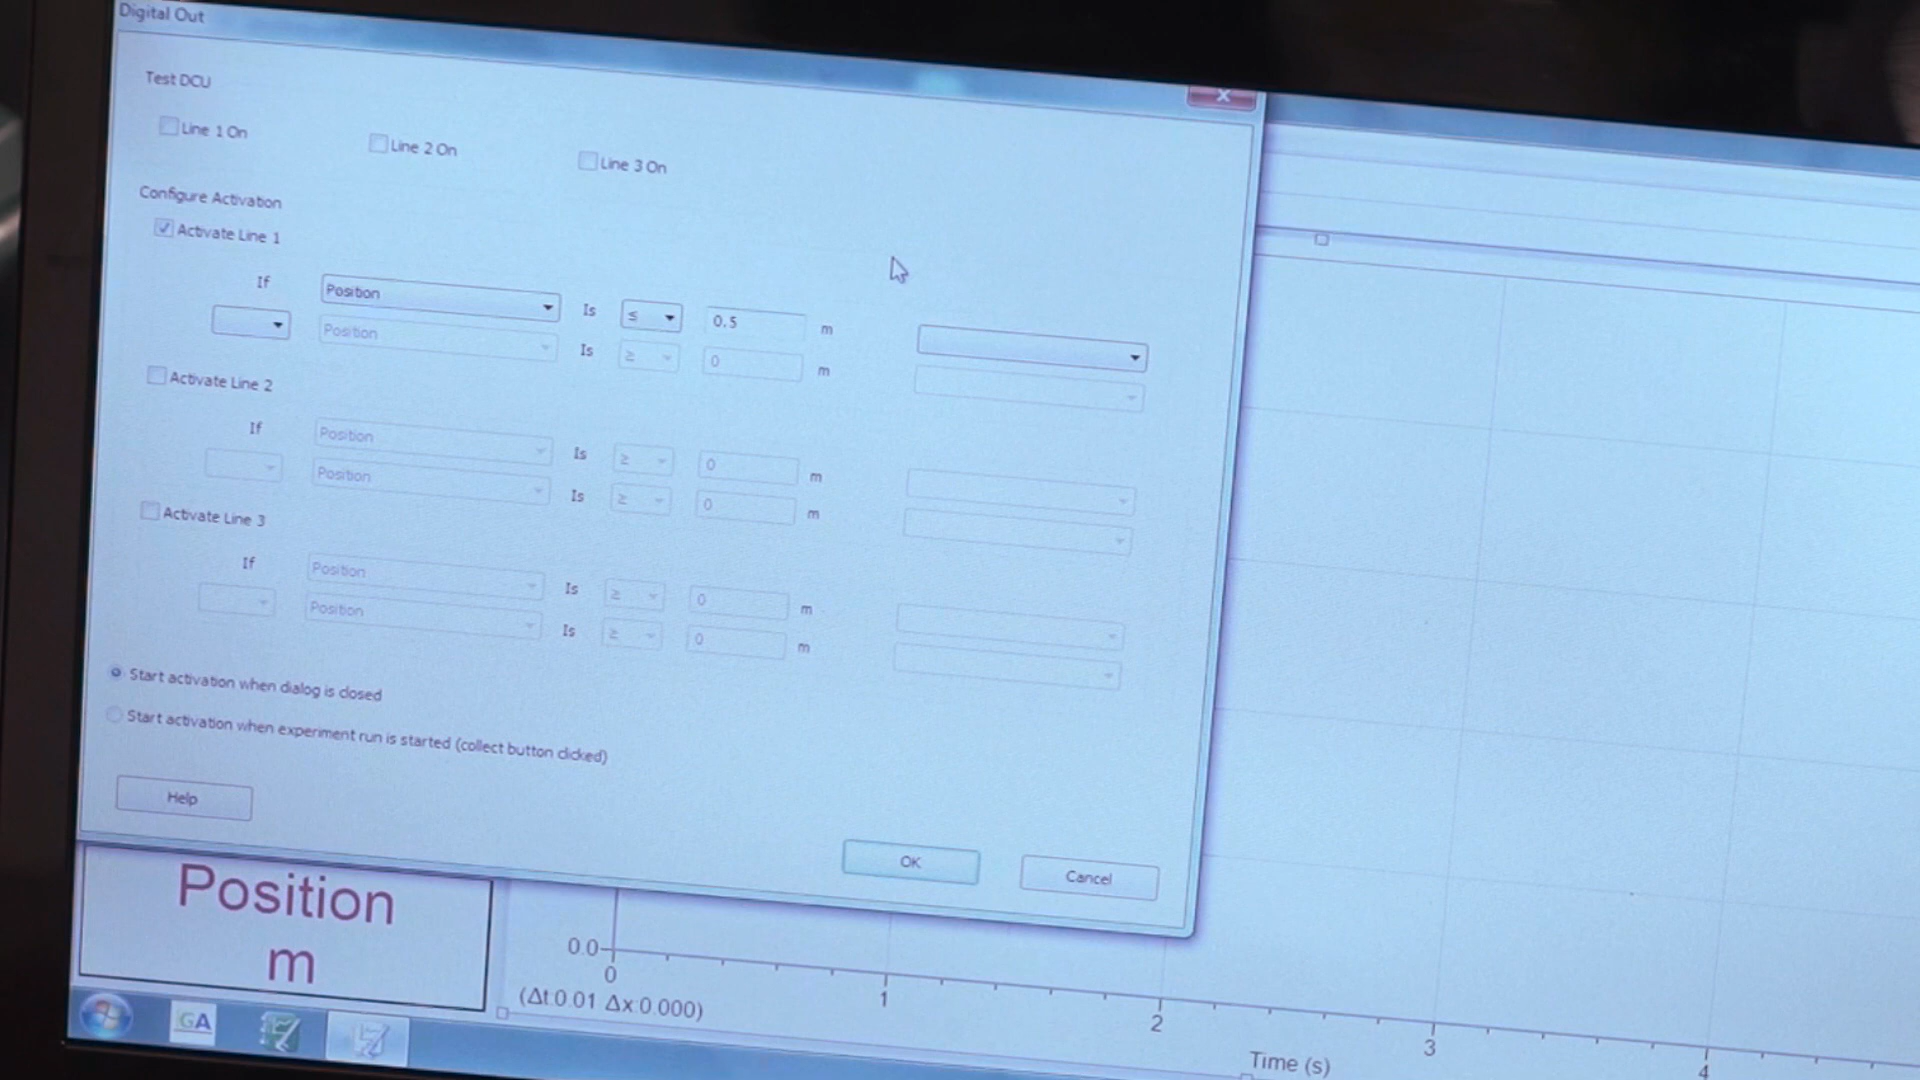 Digital Out
Test DCU
Line 1 On
Line 2 On
Line 3 On
Configure Activation
Activate Line 1
If Position Is ≤ 0.5 m
Position Is ≥ 0 m
Activate Line 2
If Position Is ≥ 0 m
Position Is ≥ 0 m
Activate Line 3
If Position Is ≥ 0 m
Position Is ≥ 0 m
Start activation when dialog is closed
Start activation when experiment run is started (collect button clicked)
Help
OK
Cancel
Position
m
0.0
0 1 2 3 4
(Δt:0.01 Δx:0.000)
Time (s)
GA